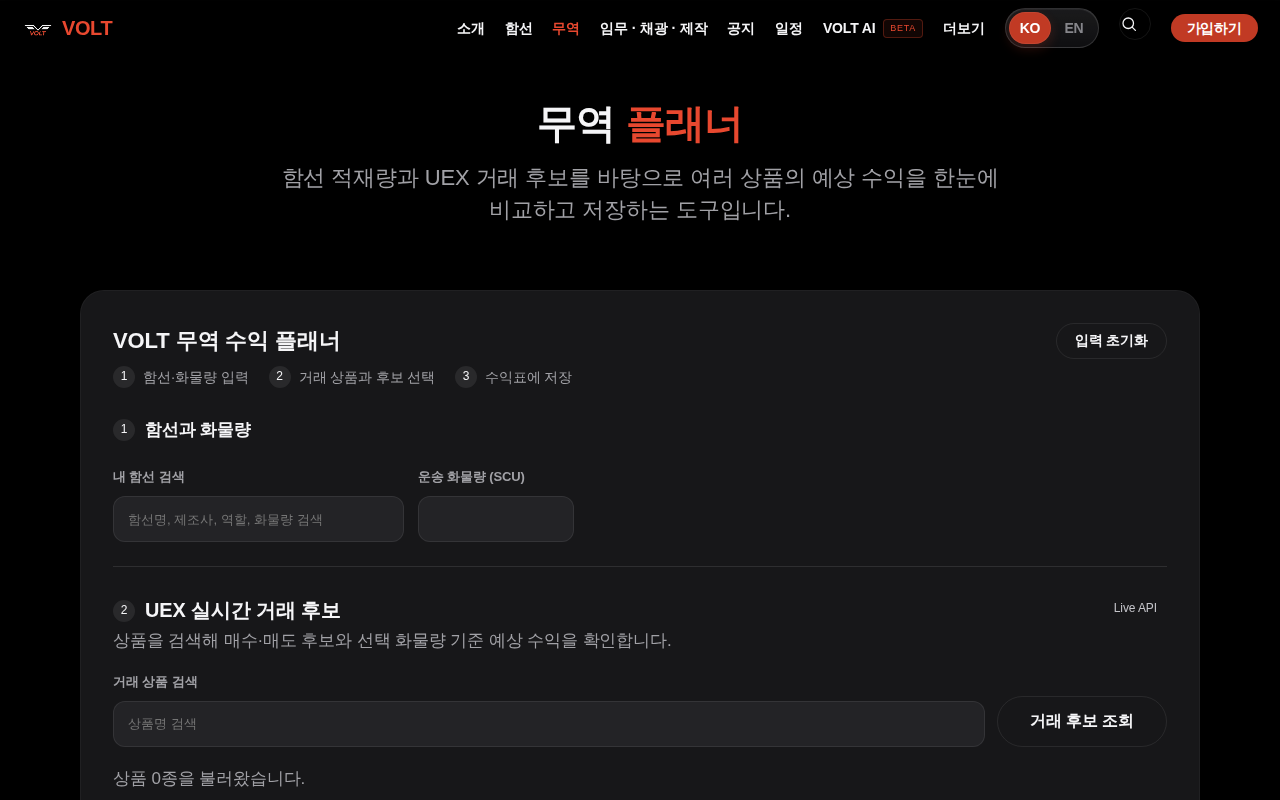 VOLT VOLT 소개 함선 무역 임무 · 채광 · 제작 공지 일정 VOLT AI BETA 더보기 KO EN 가입하기
무역 플래너
함선 적재량과 UEX 거래 후보를 바탕으로 여러 상품의 예상 수익을 한눈에
비교하고 저장하는 도구입니다.
VOLT 무역 수익 플래너 입력 초기화
1 함선·화물량 입력 2 거래 상품과 후보 선택 3 수익표에 저장
1 함선과 화물량
내 함선 검색 운송 화물량 (SCU)
함선명, 제조사, 역할, 화물량 검색
2 UEX 실시간 거래 후보 Live API
상품을 검색해 매수·매도 후보와 선택 화물량 기준 예상 수익을 확인합니다.
거래 상품 검색
상품명 검색 거래 후보 조회
상품 0종을 불러왔습니다.